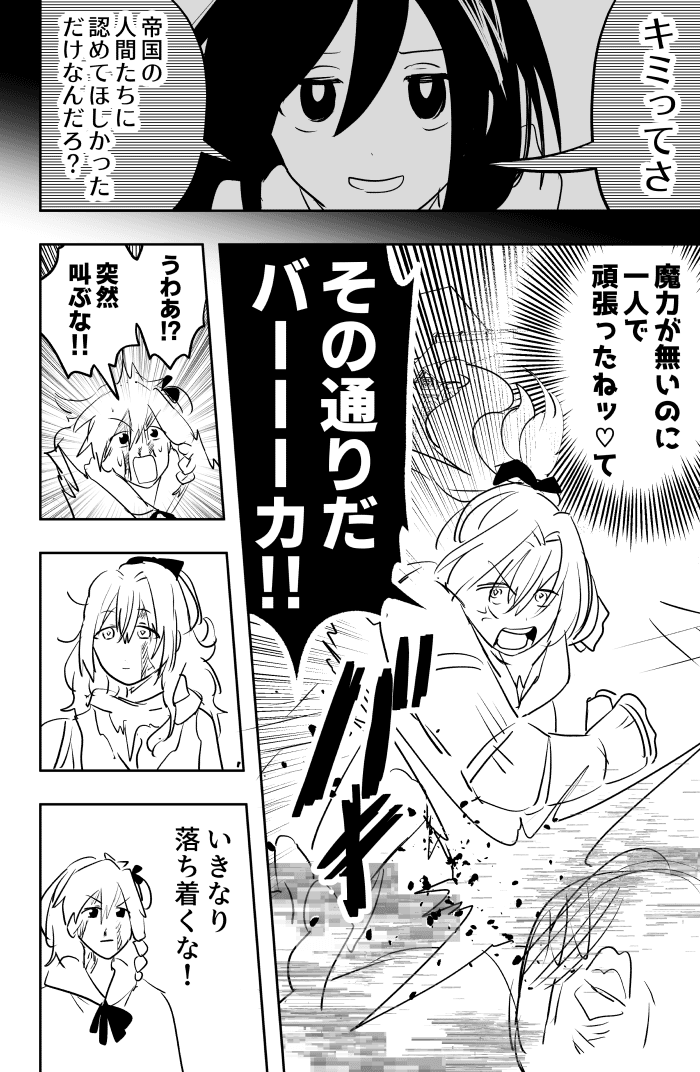 キミってさ
帝国の
人間たちに
認めてほしかった
だけなんだろ?
魔力が無いのに
一人で
頑張ったねッ♡て
その通りだ
バーーーカ!!
うわあ!?
突然
叫ぶな!!
いきなり
落ち着くな!